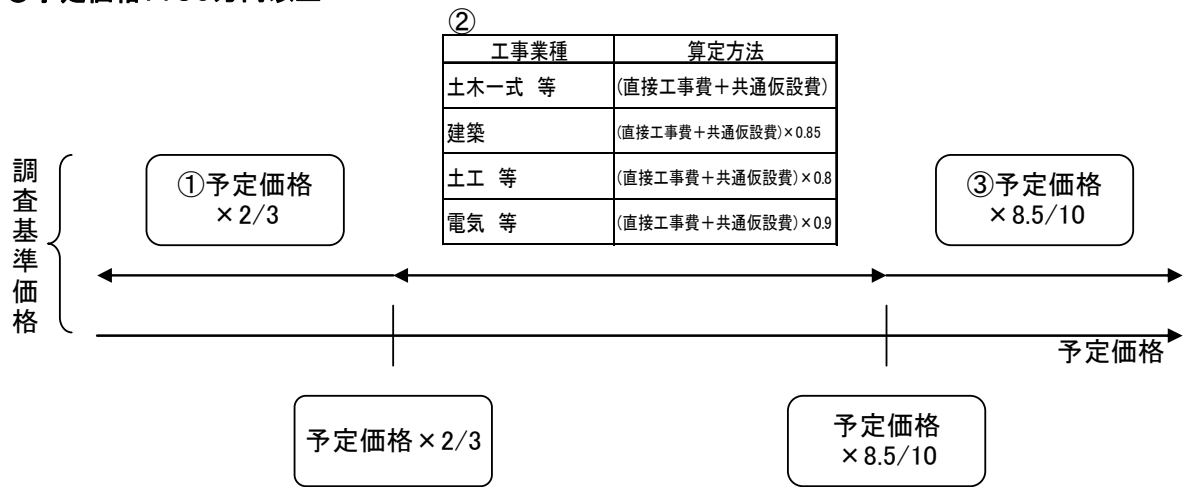 ②
工事業種 算定方法
土木一式 等 (直接工事費＋共通仮設費)
建築 (直接工事費＋共通仮設費)×0.85
土工 等 (直接工事費＋共通仮設費)×0.8
電気 等 (直接工事費＋共通仮設費)×0.9
調査基準価格
①予定価格
×2/3
③予定価格
×8.5/10
予定価格
予定価格×2/3
予定価格
×8.5/10